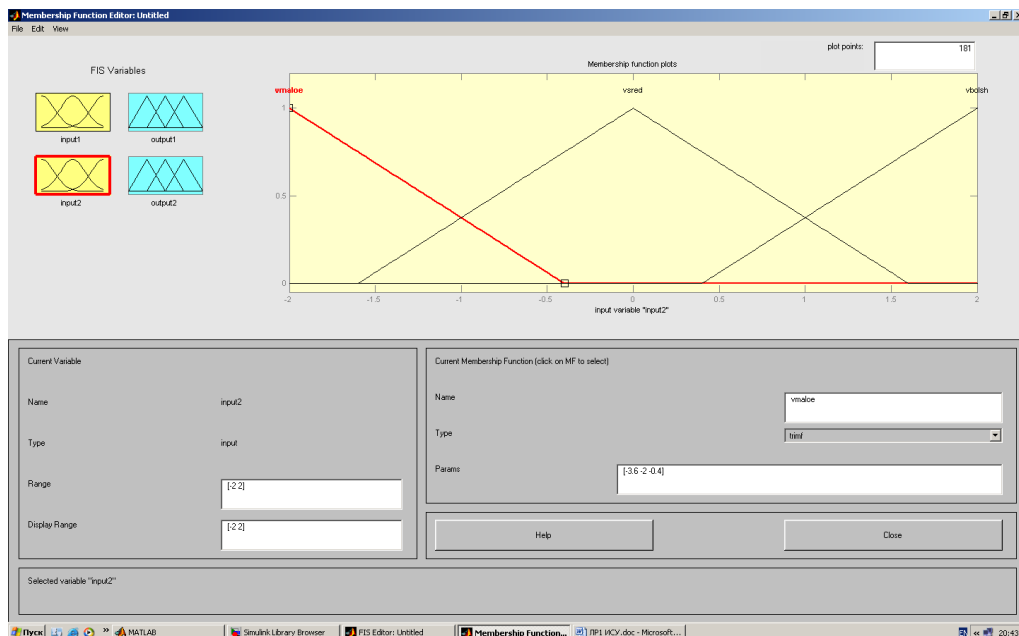 Membership Function Editor: Untitled
File Edit View
FIS Variables
plot points: 181
Membership function plots
input1
output1
input2
output2
vmaloe
vsred
vbolsh
1
0.5
0
-2 -1.5 -1 -0.5 0 0.5 1 1.5 2
input variable "input2"
Current Variable
Name input2
Type input
Range [-2 2]
Display Range [-2 2]
Current Membership Function (click on MF to select)
Name vmaloe
Type trimf
Params [-3.6 -2 -0.4]
Help
Close
Selected variable "input2"
Пуск » MATLAB Simulink Library Browser FIS Editor: Untitled Membership Function... ПР1 ИСУ.doc - Microsoft... « 20:43